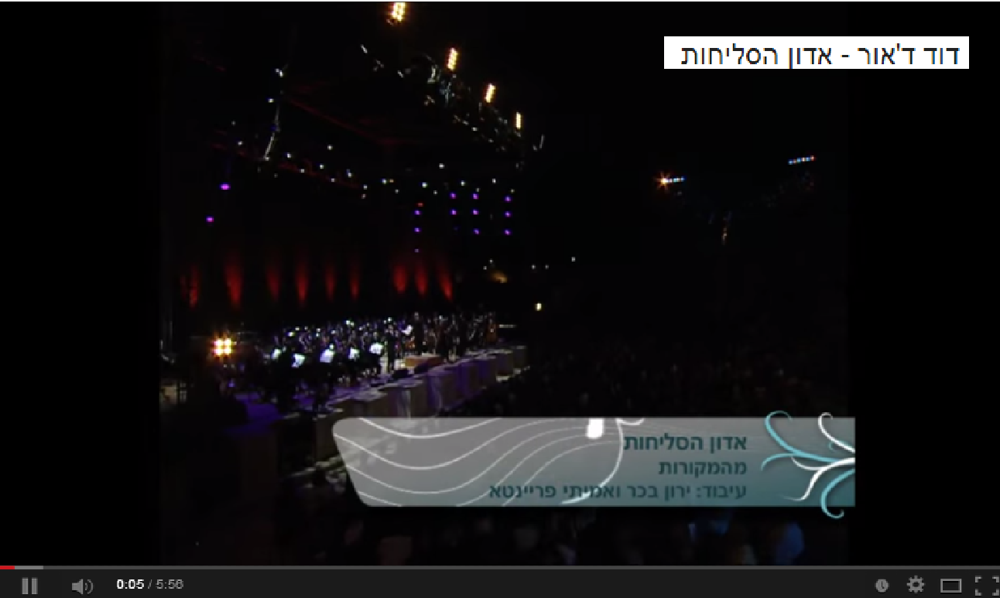 דוד ד'אור - אדון הסליחות
אדון הסליחות
מהמקורות
עיבוד: ירון בכר ואמיתי פריינטא
0:05 / 5:56